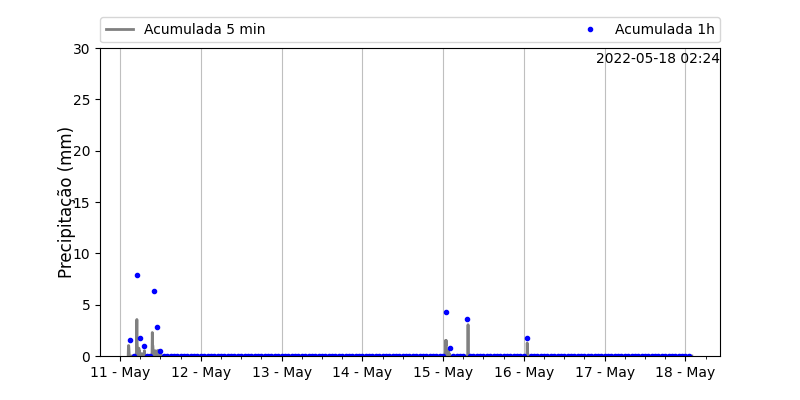 Acumulada 5 min
Acumulada 1h
2022-05-18 02:24
Precipitação (mm)
30
25
20
15
10
5
0
11 - May 12 - May 13 - May 14 - May 15 - May 16 - May 17 - May 18 - May